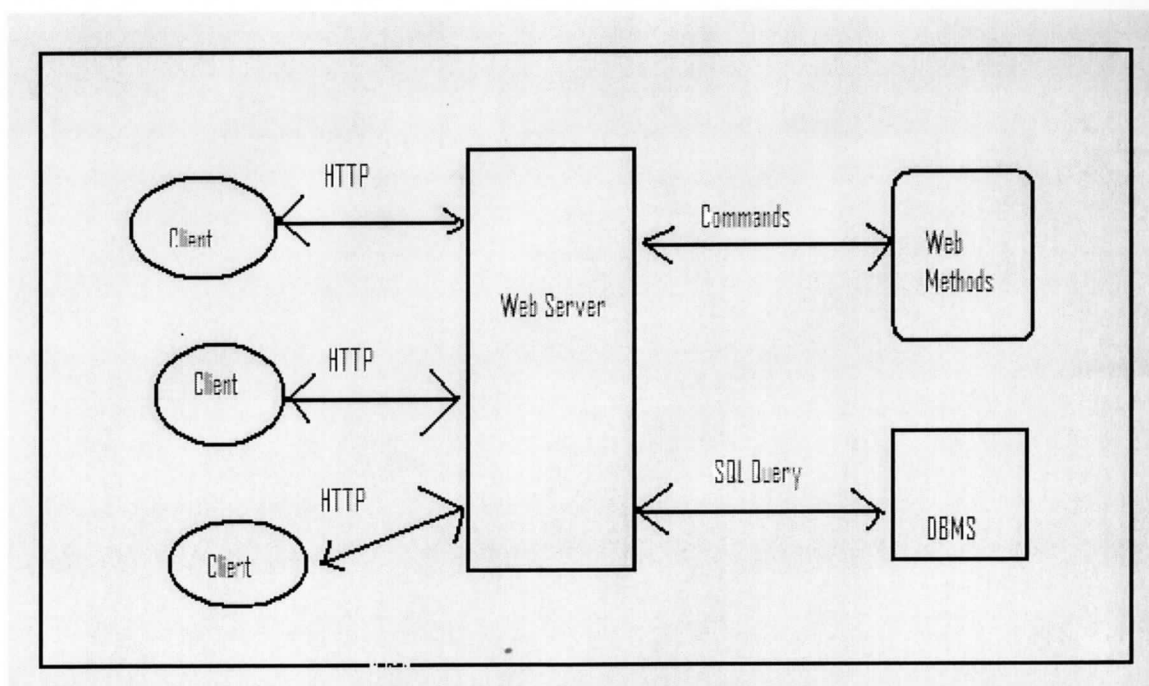 HTTP
Client
Web Server
Commands
Web
Methods
HTTP
Client
HTTP
Client
SQL Query
DBMS